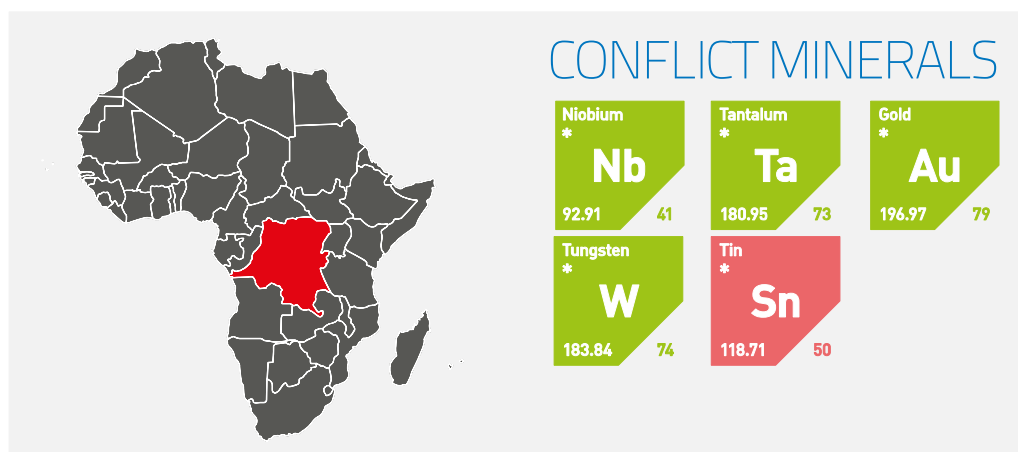 CONFLICT MINERALS
Niobium
*
Nb
92.91 41
Tantalum
*
Ta
180.95 73
Gold
*
Au
196.97 79
Tungsten
*
W
183.84 74
Tin
*
Sn
118.71 50